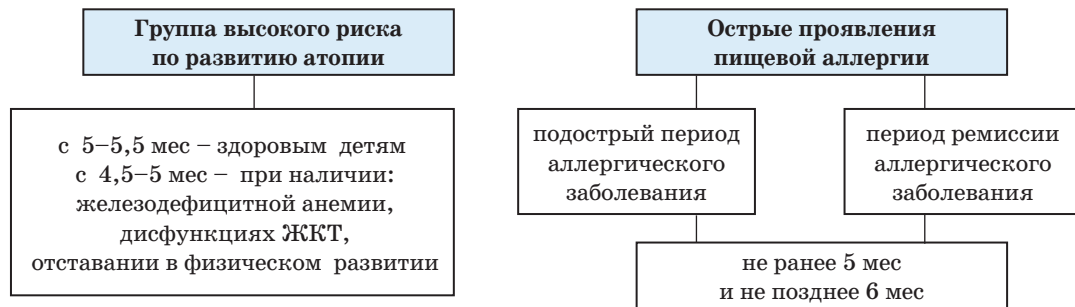 Группа высокого риска
по развитию атопии
с 5–5,5 мес – здоровым детям
с 4,5–5 мес – при наличии:
железодефицитной анемии,
дисфункциях ЖКТ,
отставании в физическом развитии
Острые проявления
пищевой аллергии
подострый период
аллергического
заболевания
период ремиссии
аллергического
заболевания
не ранее 5 мес
и не позднее 6 мес